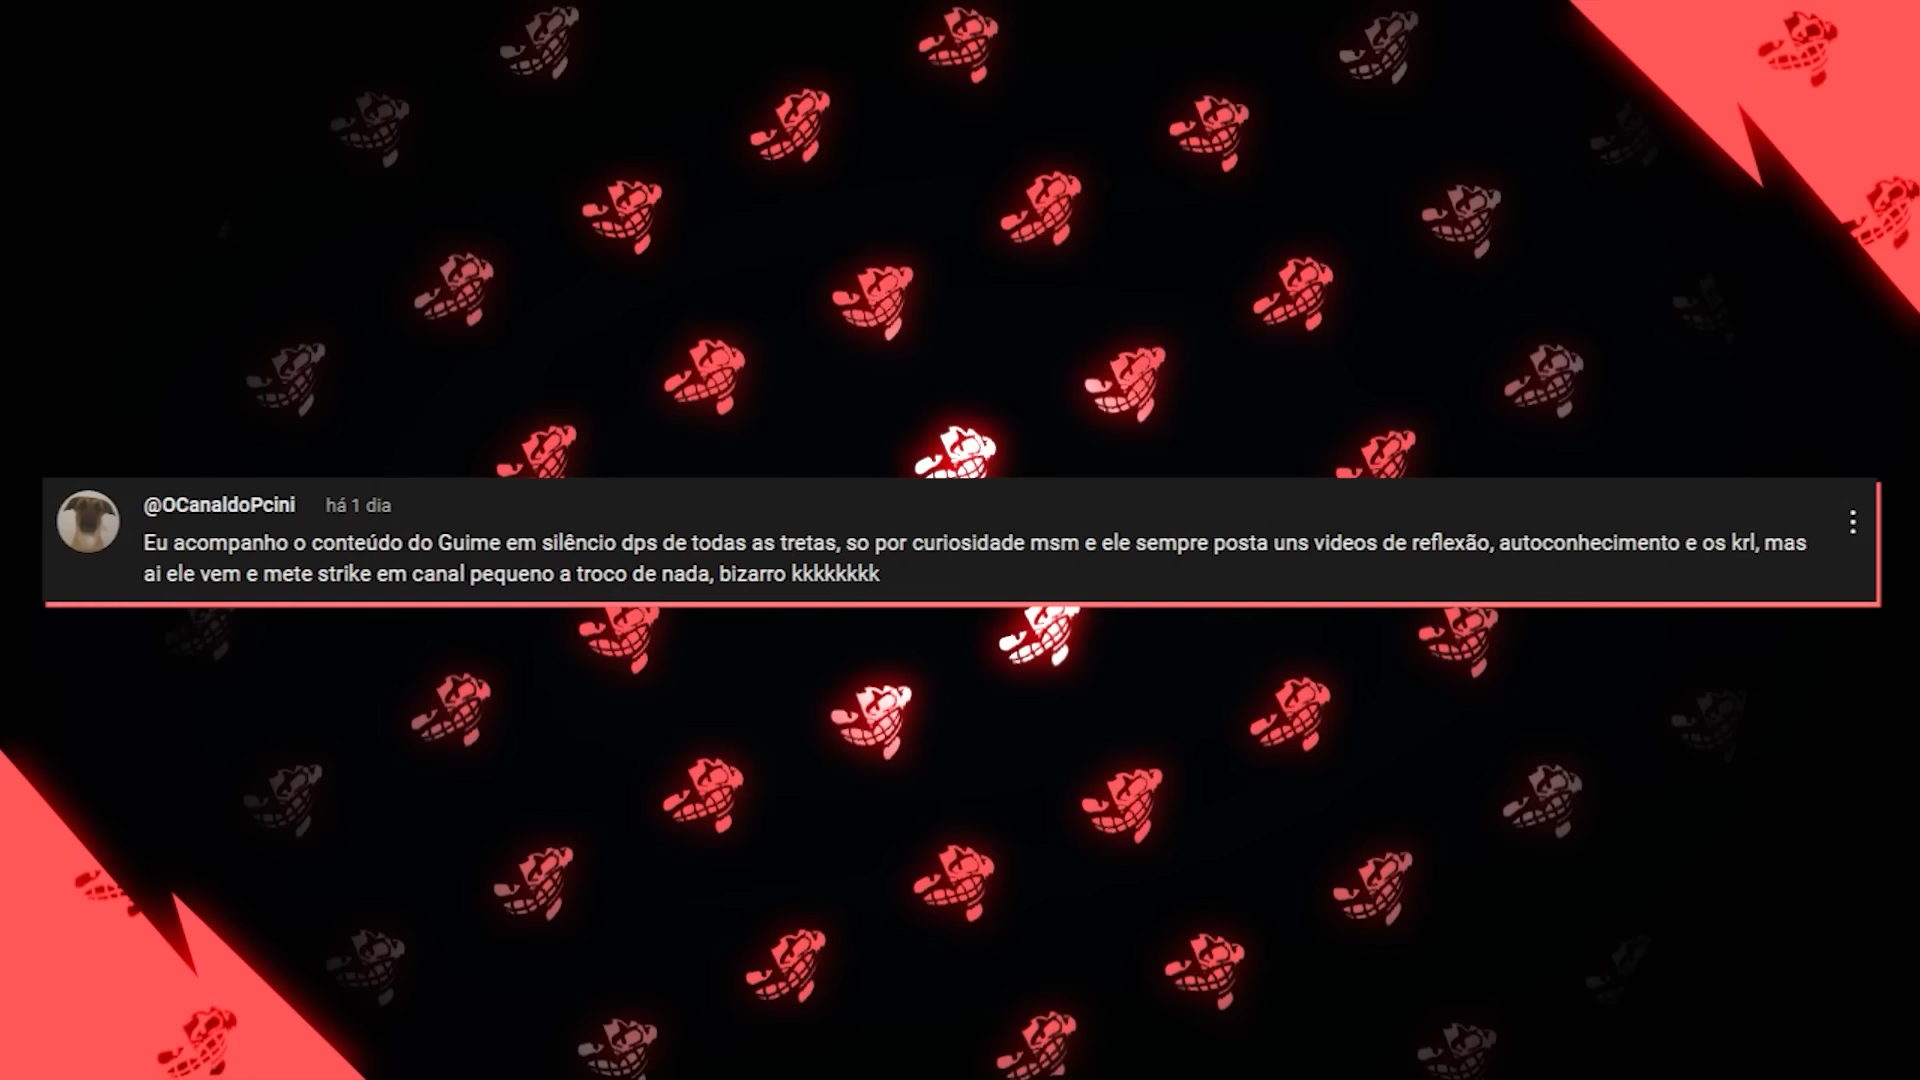 @OCanaldoPcini há 1 dia
Eu acompanho o conteúdo do Guime em silêncio dps de todas as tretas, so por curiosidade msm e ele sempre posta uns videos de reflexão, autoconhecimento e os krl, mas
ai ele vem e mete strike em canal pequeno a troco de nada, bizarro kkkkkkkk